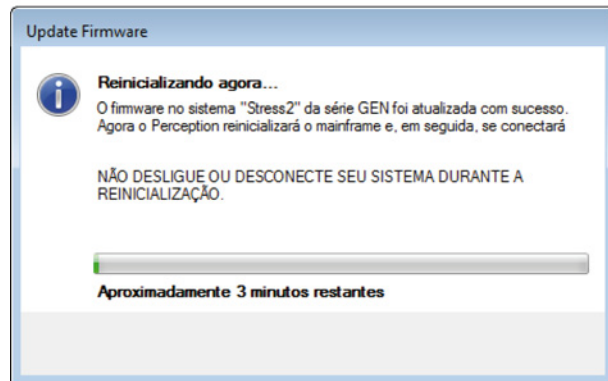 Update Firmware
Reinicializando agora...
O firmware no sistema "Stress2" da série GEN foi atualizada com sucesso.
Agora o Perception reinicializará o mainframe e, em seguida, se conectará
NÃO DESLIGUE OU DESCONECTE SEU SISTEMA DURANTE A
REINICIALIZAÇÃO.
Aproximadamente 3 minutos restantes